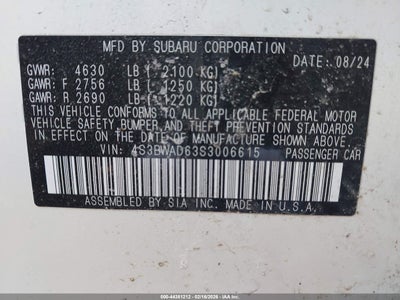 MFD BY SUBARU CORPORATION
DATE: 08/24
GVWR: 4630 LB ( 2100 KG)
GAWR: F 2756 LB ( 1250 KG)
GAWR: R 2690 LB ( 1220 KG)
THIS VEHICLE CONFORMS TO ALL APPLICABLE FEDERAL MOTOR
VEHICLE SAFETY, BUMPER, AND THEFT PREVENTION STANDARDS
IN EFFECT ON THE DATE OF MANUFACTURE SHOWN ABOVE.
VIN: 4S3BWAD63S3006615 PASSENGER CAR
ASSEMBLED BY SIA INC. IN U.S.A.